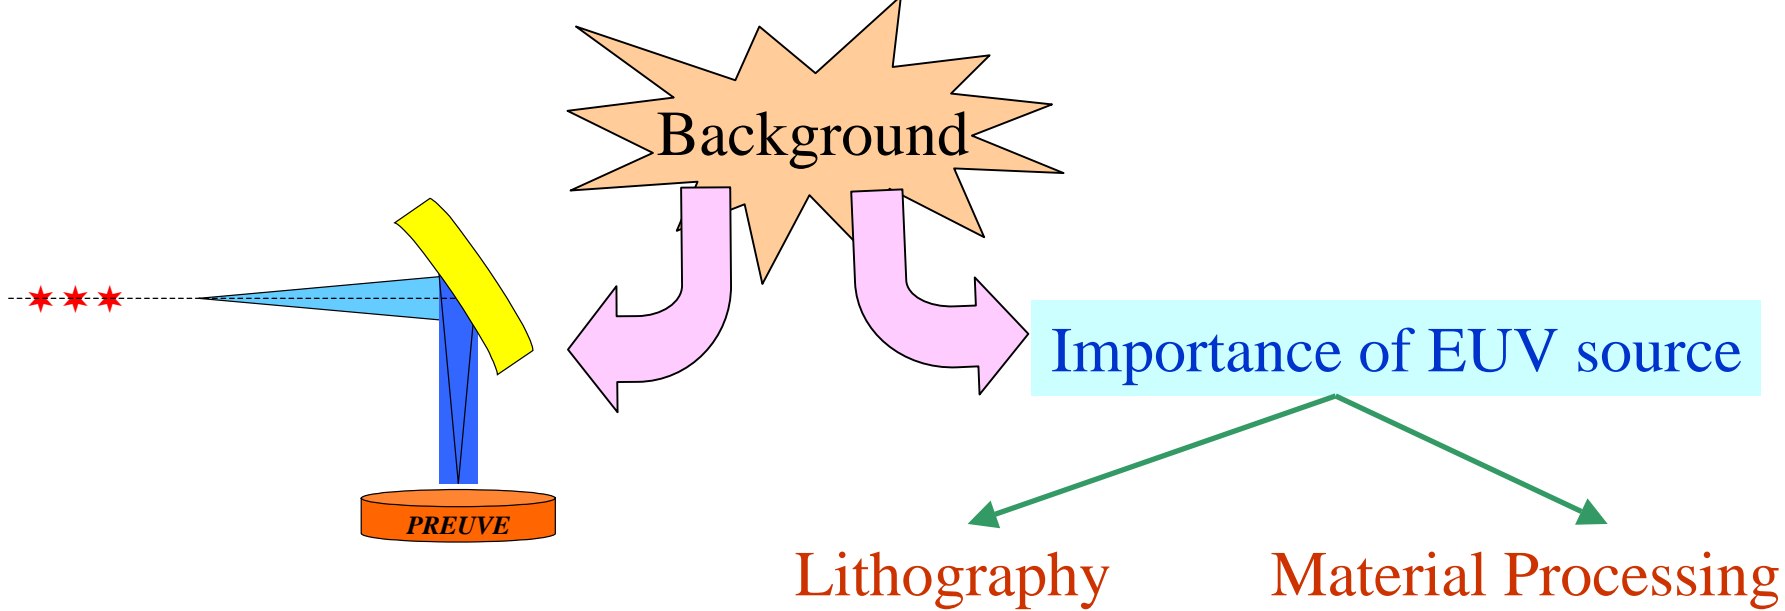 Background
Importance of EUV source
PREUVE
Lithography
Material Processing